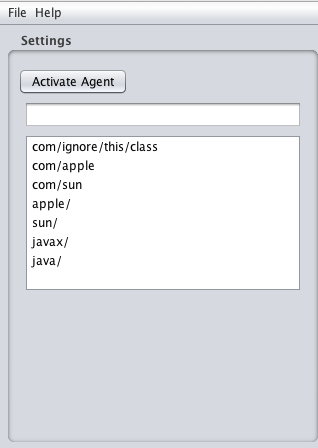 File Help
Settings
Activate Agent
com/ignore/this/class
com/apple
com/sun
apple/
sun/
javax/
java/